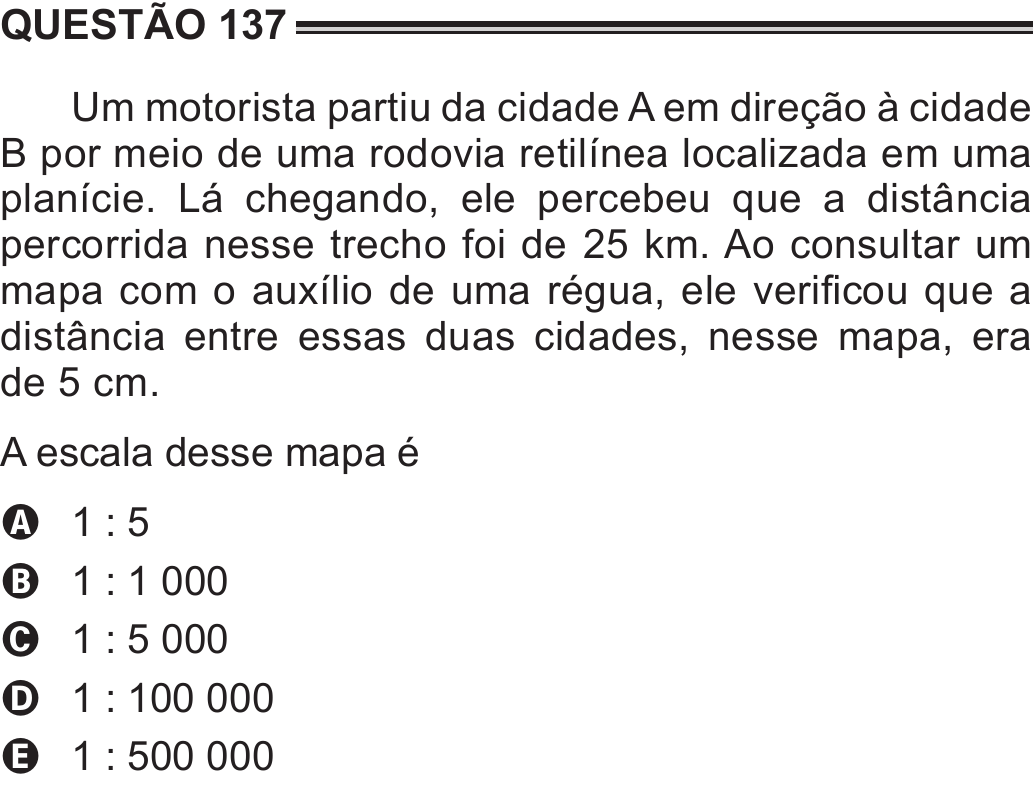 QUESTÃO 137
Um motorista partiu da cidade A em direção à cidade
B por meio de uma rodovia retilínea localizada em uma
planície. Lá chegando, ele percebeu que a distância
percorrida nesse trecho foi de 25 km. Ao consultar um
mapa com o auxílio de uma régua, ele verificou que a
distância entre essas duas cidades, nesse mapa, era
de 5 cm.
A escala desse mapa é
A 1 : 5
B 1 : 1 000
C 1 : 5 000
D 1 : 100 000
E 1 : 500 000